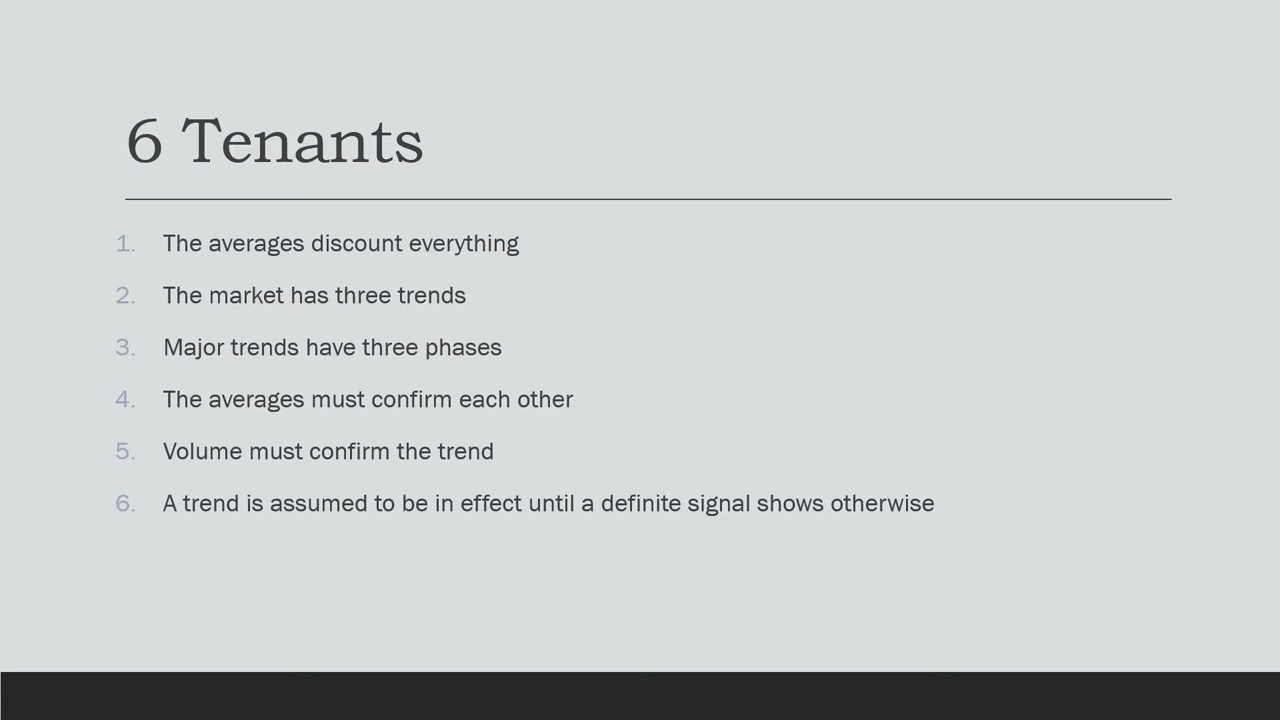 6 Tenants
1. The averages discount everything
2. The market has three trends
3. Major trends have three phases
4. The averages must confirm each other
5. Volume must confirm the trend
6. A trend is assumed to be in effect until a definite signal shows otherwise